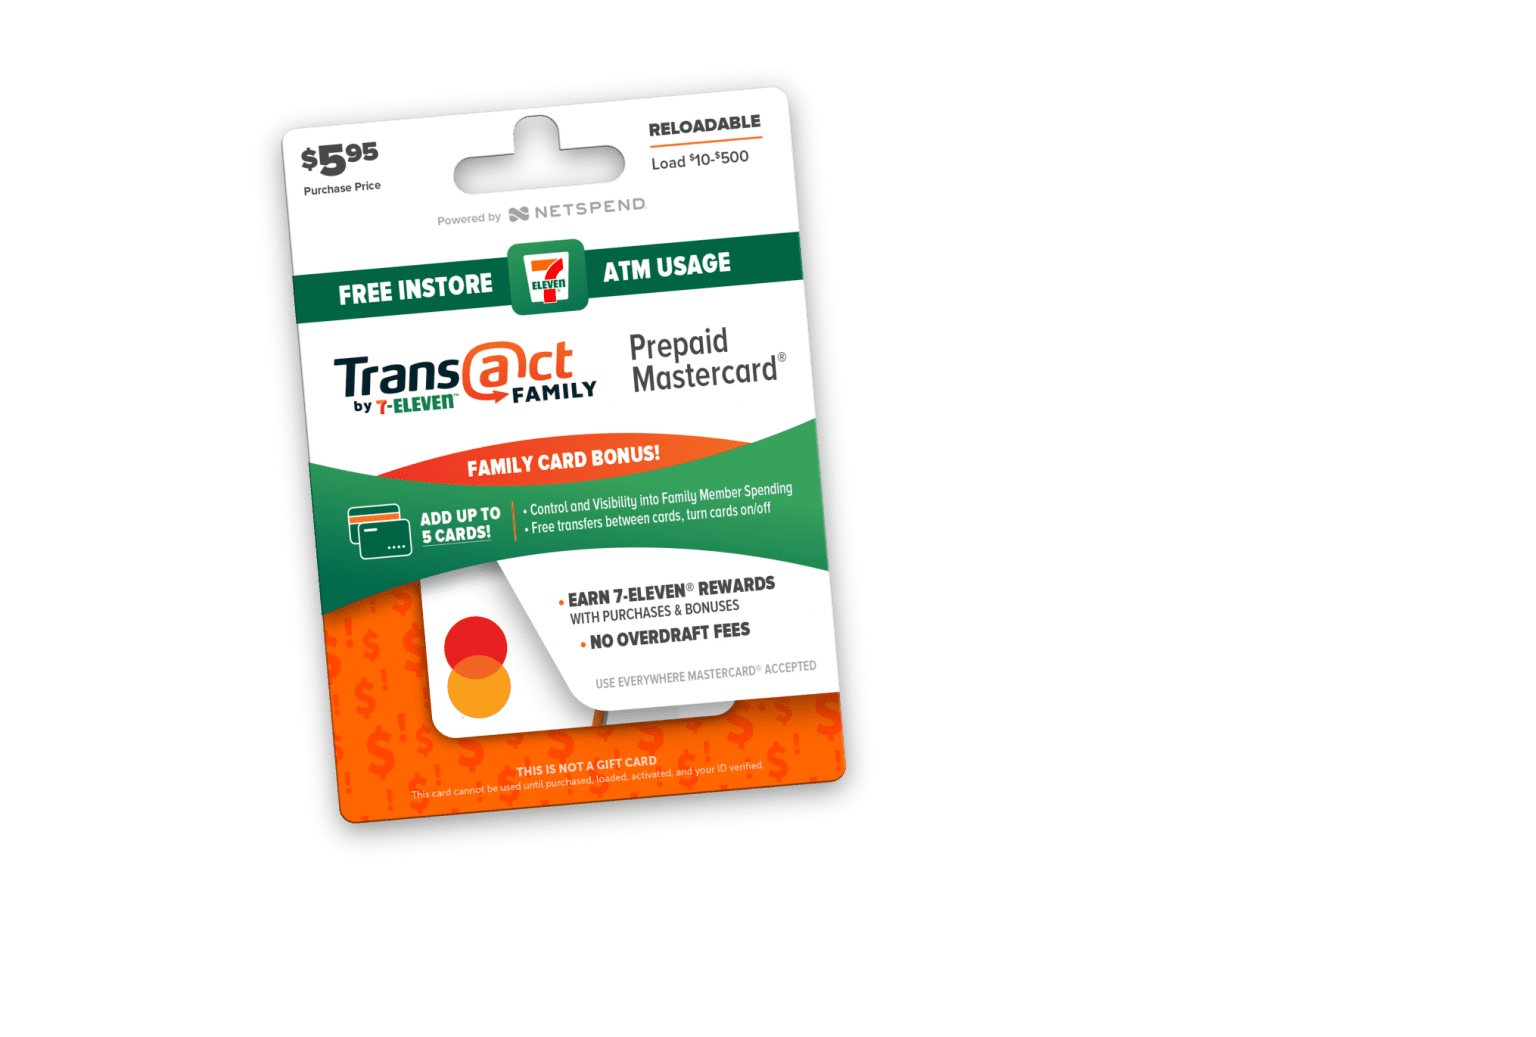 $5.95
Purchase Price
RELOADABLE
Load $10-$500
Powered by NETSPEND
FREE INSTORE
7
ELEVEN
ATM USAGE
Trans@ct
by 7-ELEVEN™ FAMILY
Prepaid
Mastercard®
FAMILY CARD BONUS!
ADD UP TO
5 CARDS!
• Control and Visibility into Family Member Spending
• Free transfers between cards, turn cards on/off
• EARN 7-ELEVEN® REWARDS
WITH PURCHASES & BONUSES
• NO OVERDRAFT FEES
USE EVERYWHERE MASTERCARD® ACCEPTED
THIS IS NOT A GIFT CARD
This card cannot be used until purchased, loaded, activated, and your ID verified.